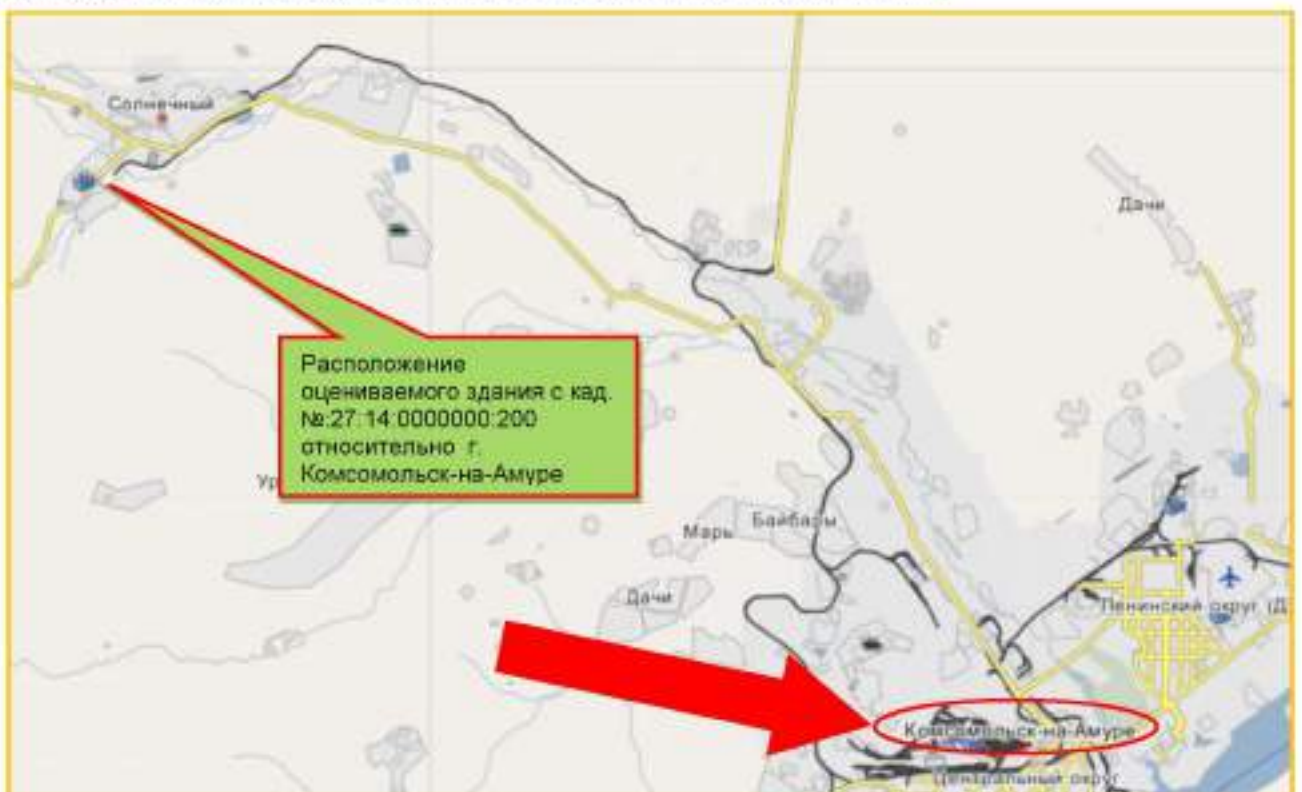 Солнечный
Дачи
Расположение
оцениваемого здания с кад.
№:27:14:0000000:200
относительно г.
Комсомольск-на-Амуре
Ур
Марь Байбары
Дачи
Ленинский округ (Д
Комсомольск-на-Амуре
Центральный округ